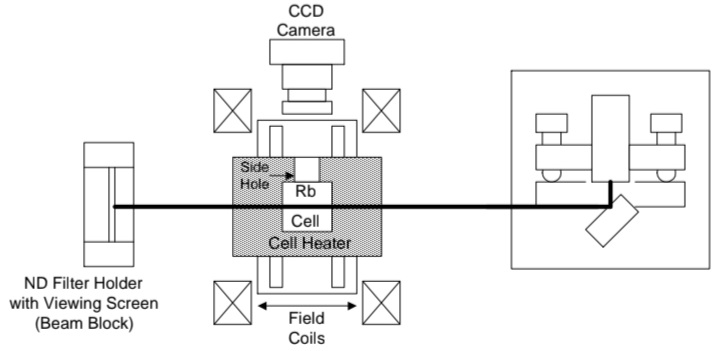 CCD
Camera
Side
Hole
Rb
Cell
Cell Heater
ND Filter Holder
with Viewing Screen
(Beam Block)
Field
Coils